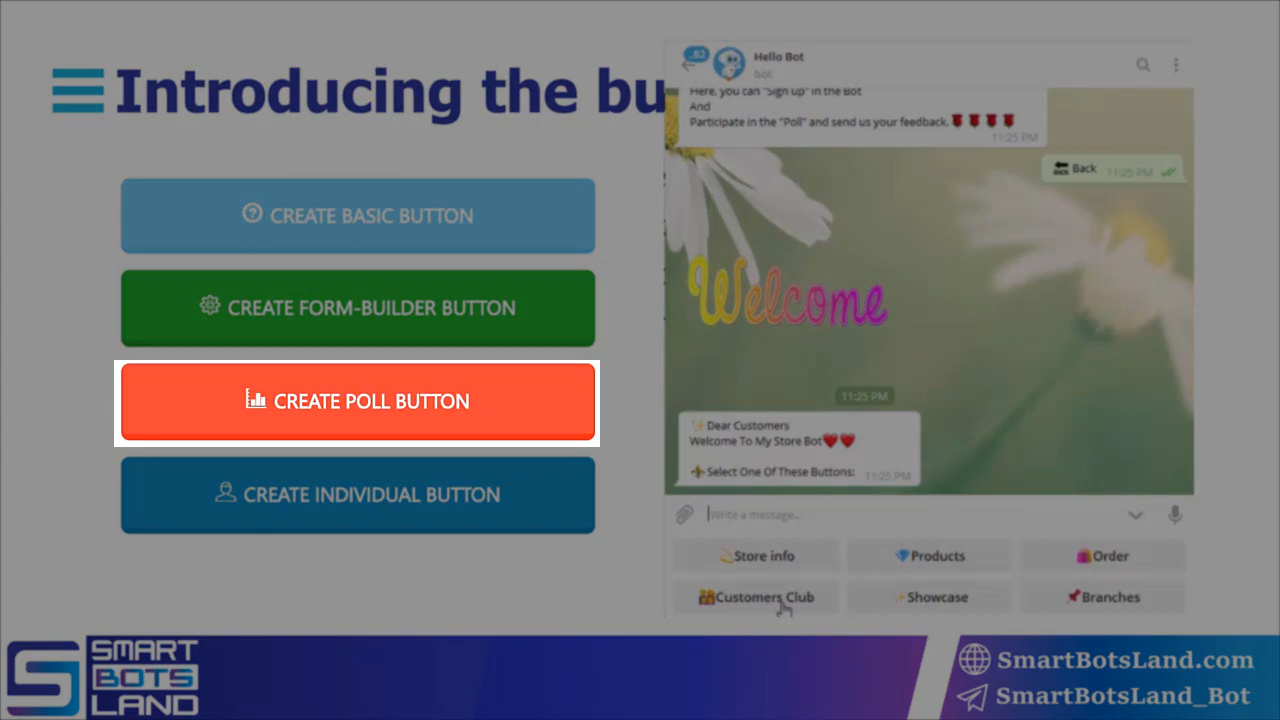 Introducing the bu
CREATE BASIC BUTTON
CREATE FORM-BUILDER BUTTON
CREATE POLL BUTTON
CREATE INDIVIDUAL BUTTON
82
Hello Bot
bot
Here, you can "Sign up" in the Bot
And
Participate in the "Poll" and send us your feedback.
11:25 PM
BACK Back 11:25 PM
Welcome
11:25 PM
Dear Customers
Welcome To My Store Bot
Select One Of These Buttons: 11:25 PM
Write a message...
Store info Products Order
Customers Club Showcase Branches
SMART
BOTS
LAND
SmartBotsLand.com
SmartBotsLand_Bot